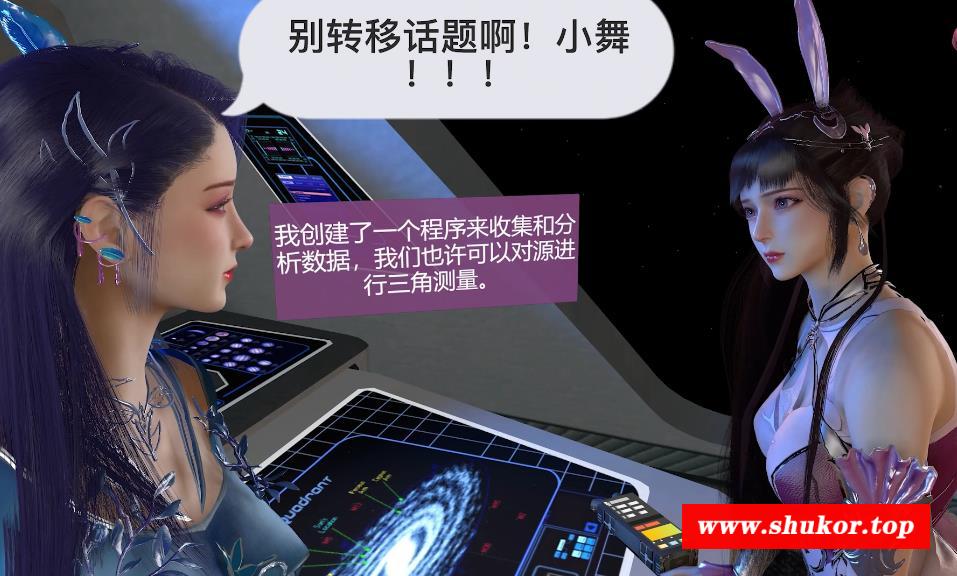 别转移话题啊！小舞
！！！
我创建了一个程序来收集和分
析数据，我们也许可以对源进
行三角测量。
QUADRANT
www.shukor.top